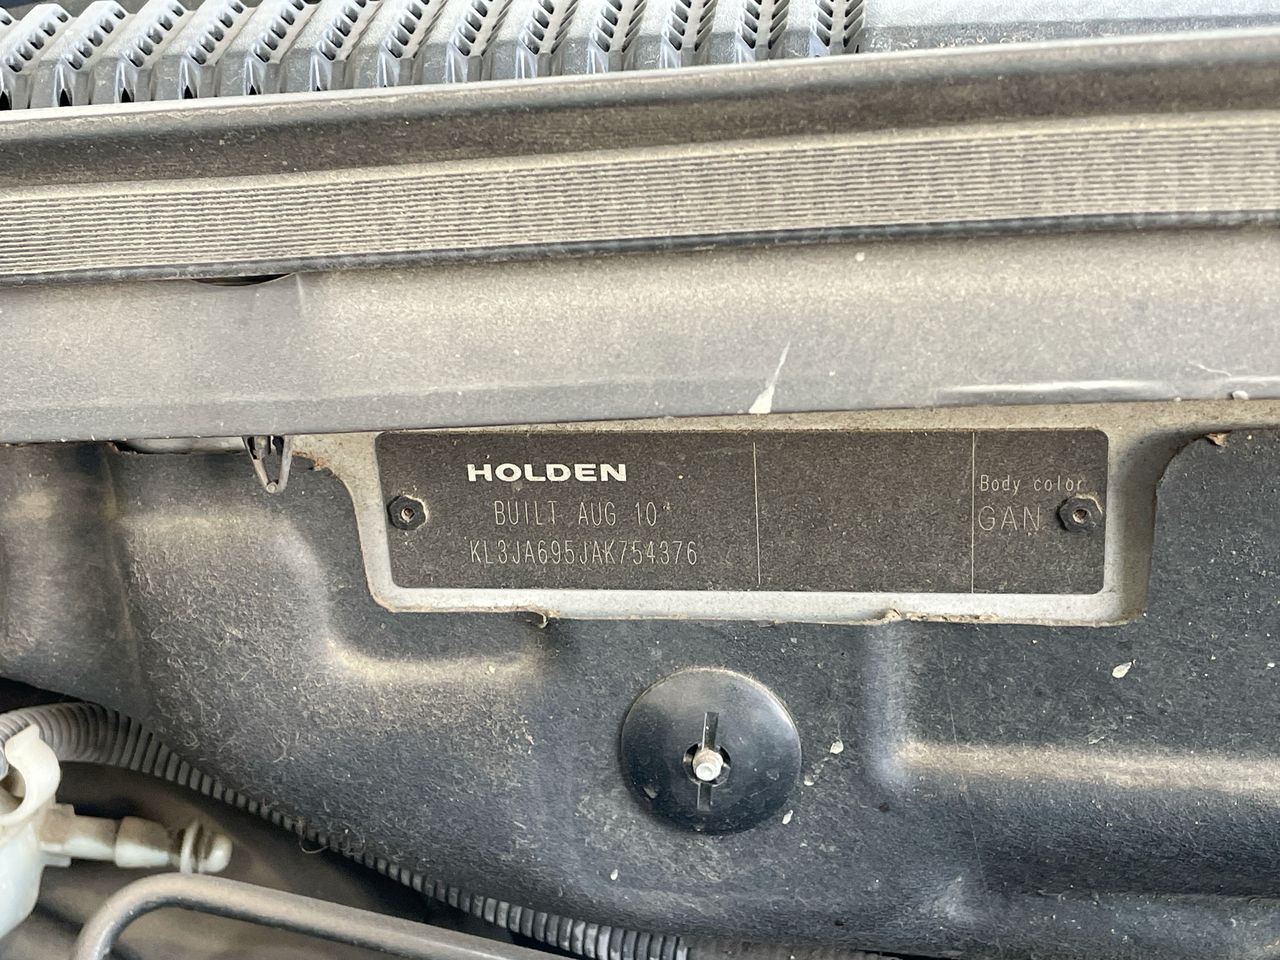 HOLDEN
BUILT AUG 10
KL3JA695JAK754376
Body color
GAN